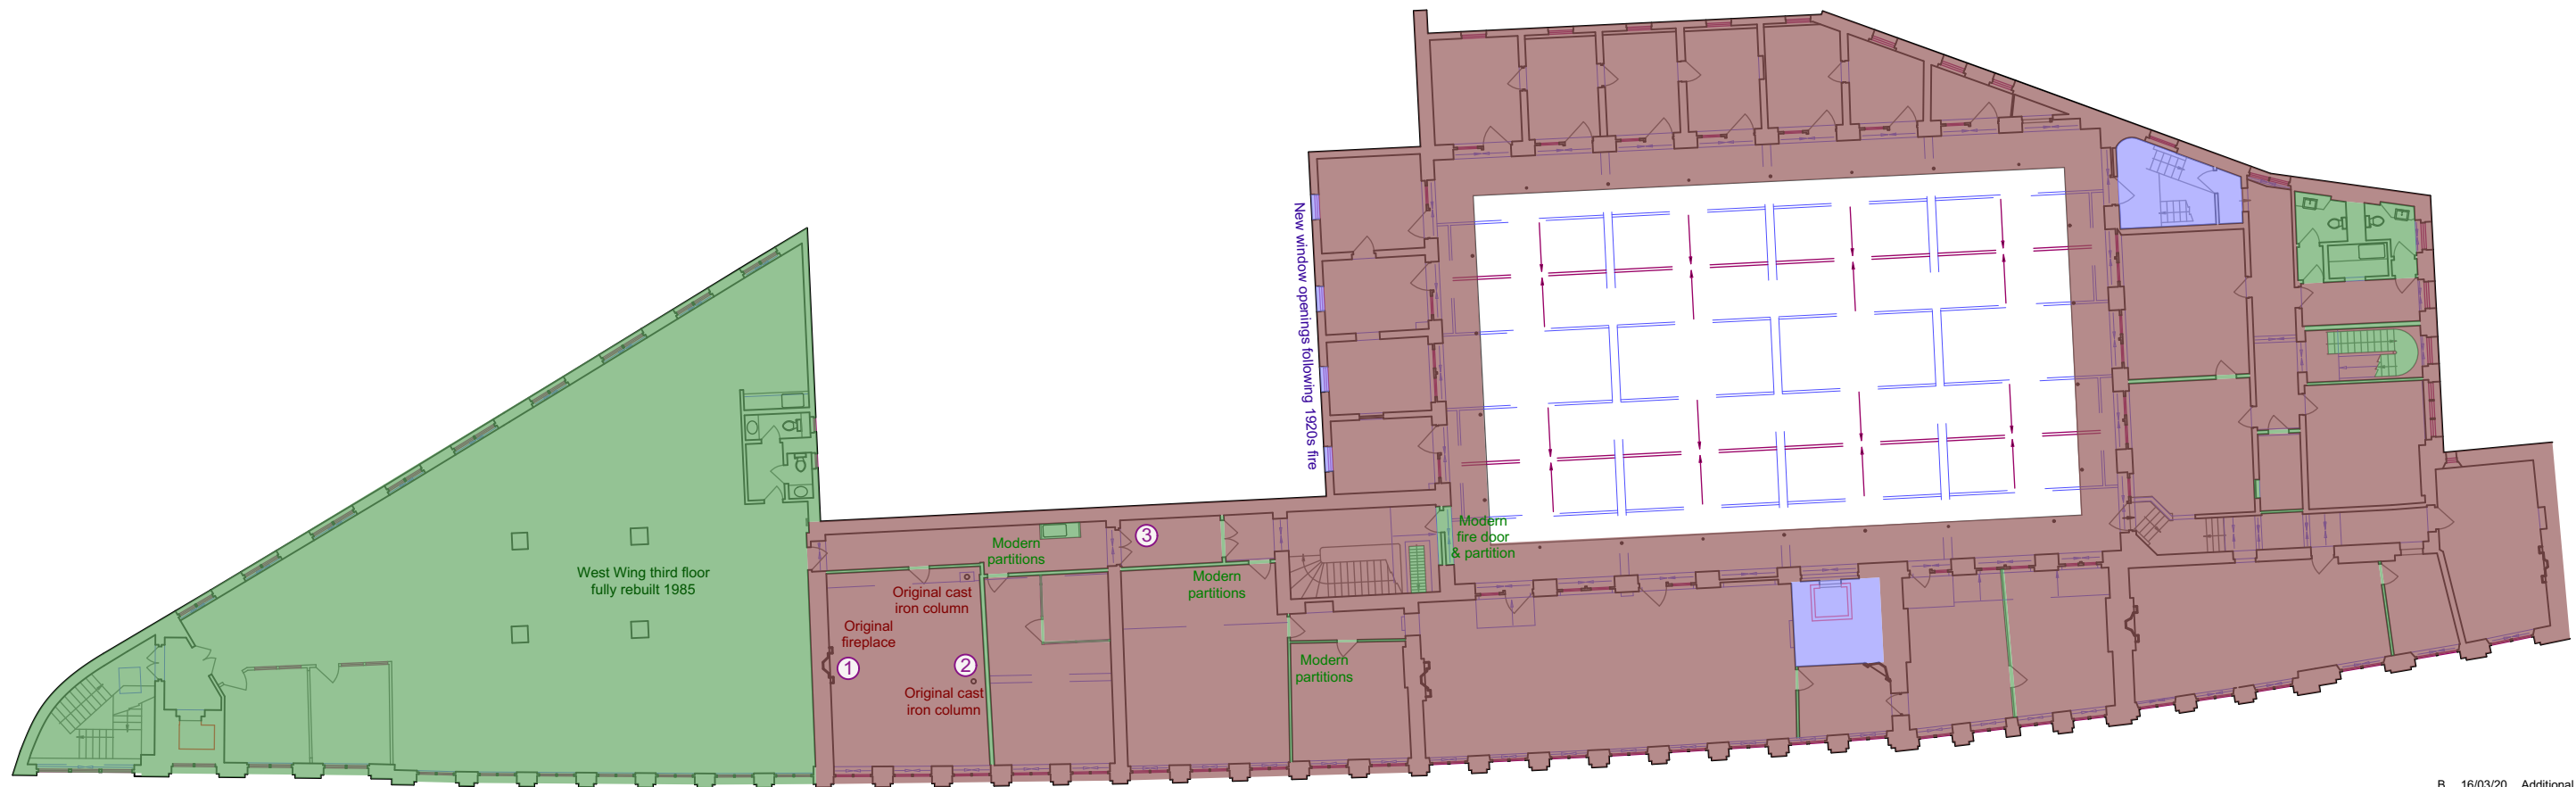 New window openings following 1920s fire
West Wing third floor
fully rebuilt 1985
Modern
partitions
3
Modern
fire door
& partition
Original cast
iron column
Modern
partitions
Original
fireplace
1
2
Original cast
iron column
Modern
partitions
B 16/03/20 Additional